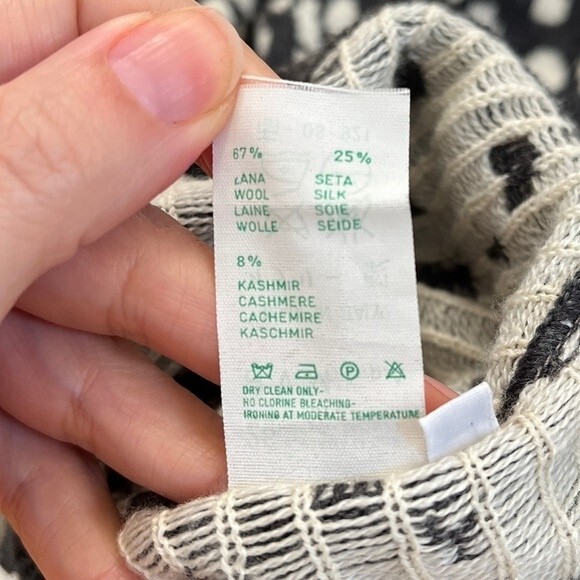 67% 25%
LANA SETA
WOOL SILK
LAINE SOIE
WOLLE SEIDE
8%
KASHMIR
CASHMERE
CACHEMIRE
KASCHMIR
P
DRY CLEAN ONLY-
NO CLORINE BLEACHING-
IRONING AT MODERATE TEMPERATURE